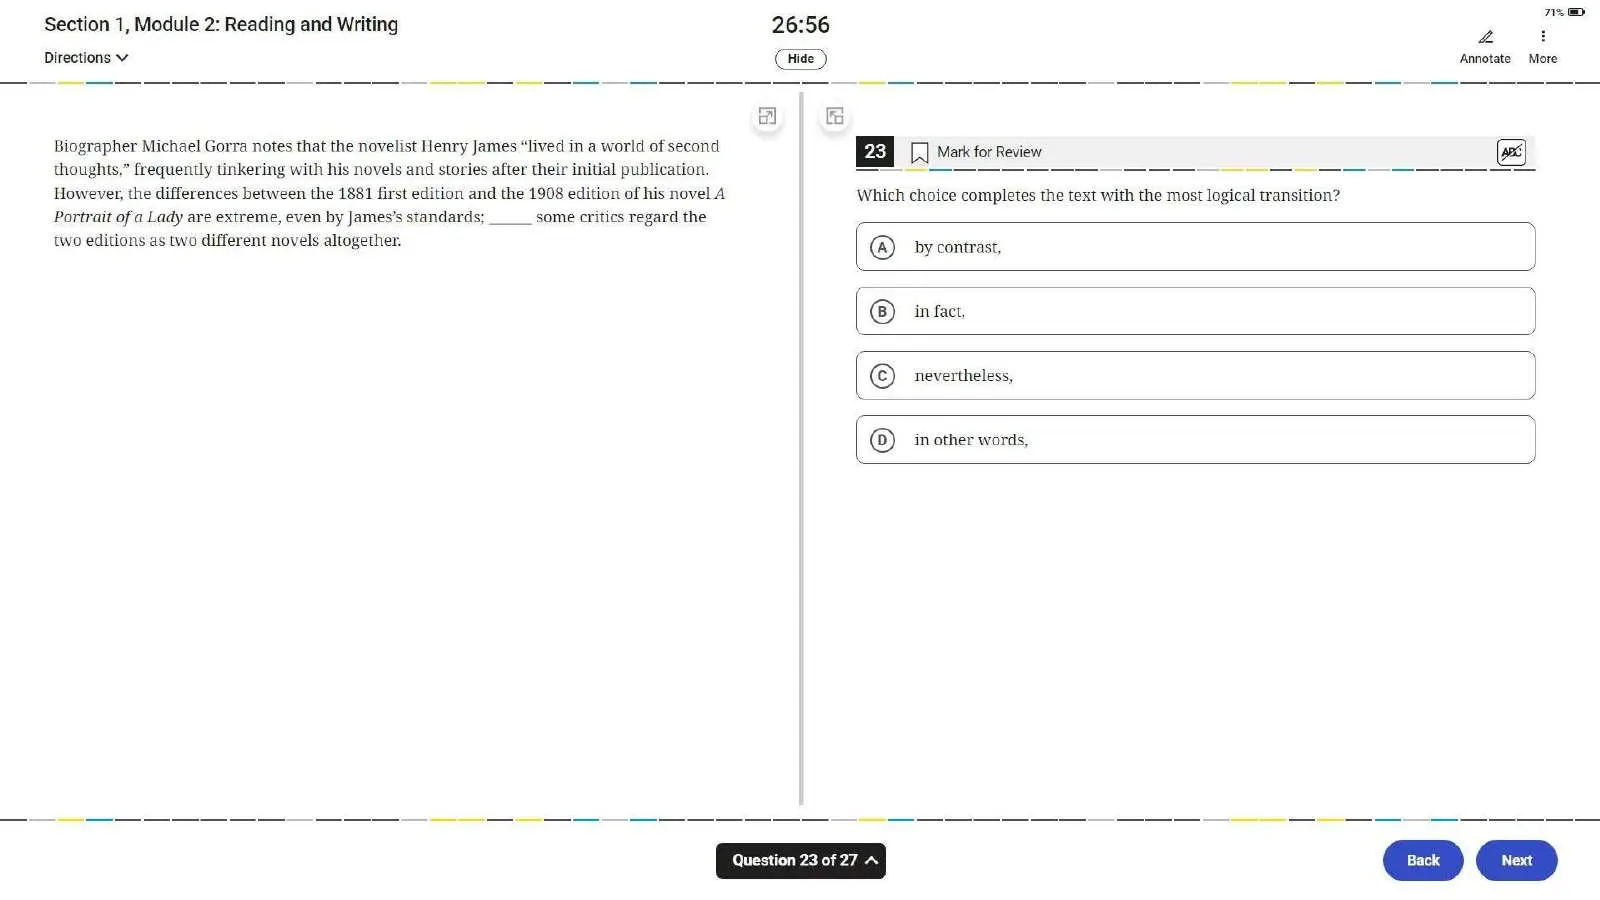 Section 1, Module 2: Reading and Writing
Directions
26:56
Hide
71%
Annotate
More
Biographer Michael Gorra notes that the novelist Henry James “lived in a world of second
thoughts,” frequently tinkering with his novels and stories after their initial publication.
However, the differences between the 1881 first edition and the 1908 edition of his novel A
Portrait of a Lady are extreme, even by James’s standards; ______ some critics regard the
two editions as two different novels altogether.
23
Mark for Review
ABC
Which choice completes the text with the most logical transition?
A by contrast,
B in fact,
C nevertheless,
D in other words,
Question 23 of 27
Back
Next